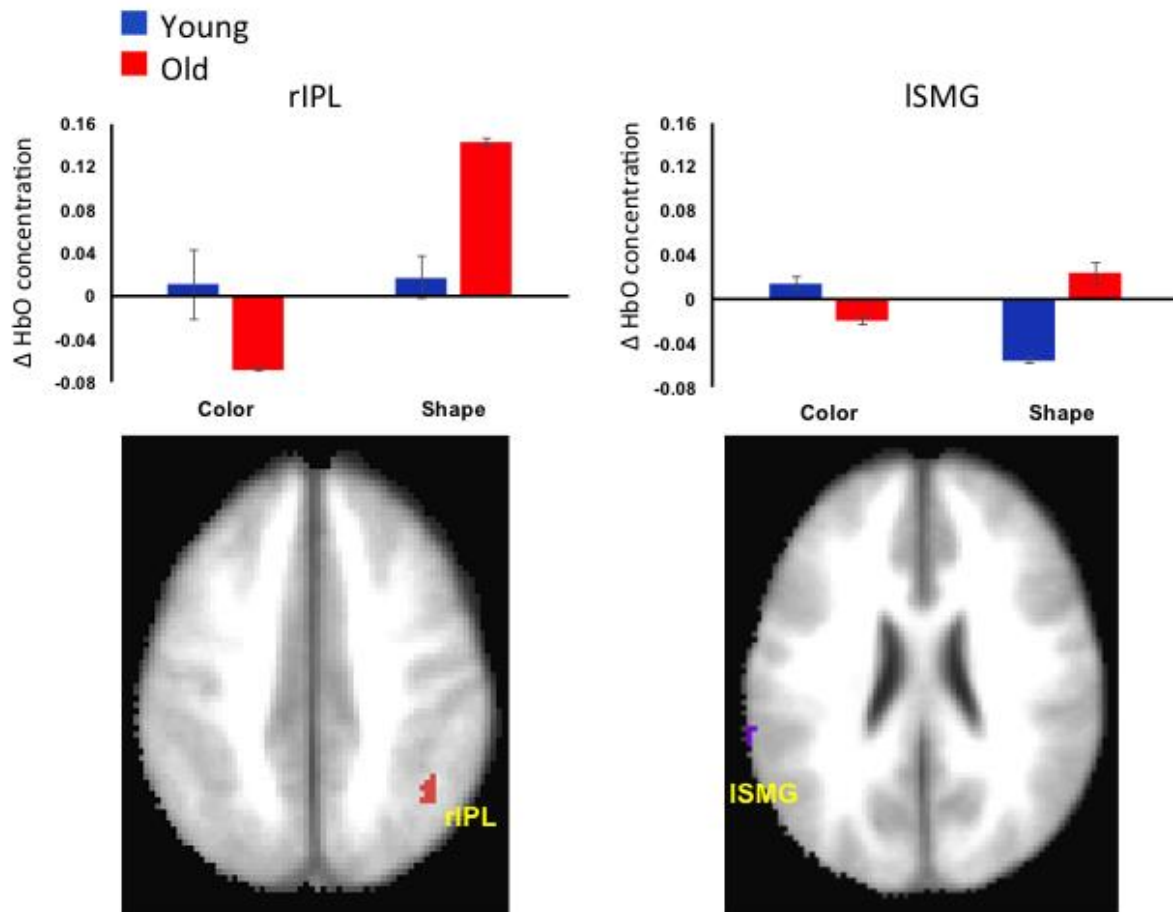 Young
Old
rIPL
Δ HbO concentration
0.16
0.12
0.08
0.04
0
-0.04
-0.08
Color Shape
lSMG
Δ HbO concentration
0.16
0.12
0.08
0.04
0
-0.04
-0.08
Color Shape
rIPL
lSMG